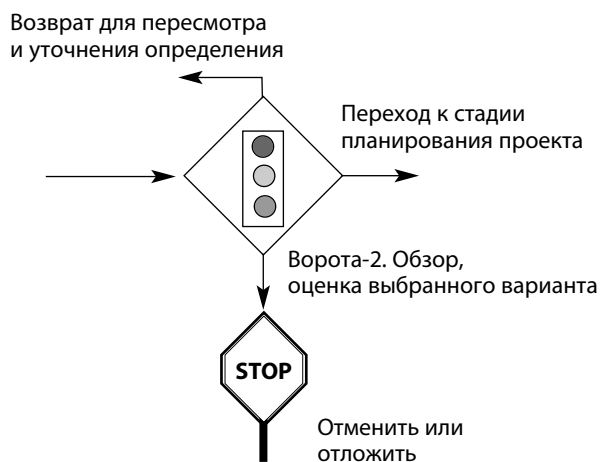 Возврат для пересмотра
и уточнения определения
Переход к стадии
планирования проекта
Ворота-2. Обзор,
оценка выбранного варианта
STOP
Отменить или
отложить